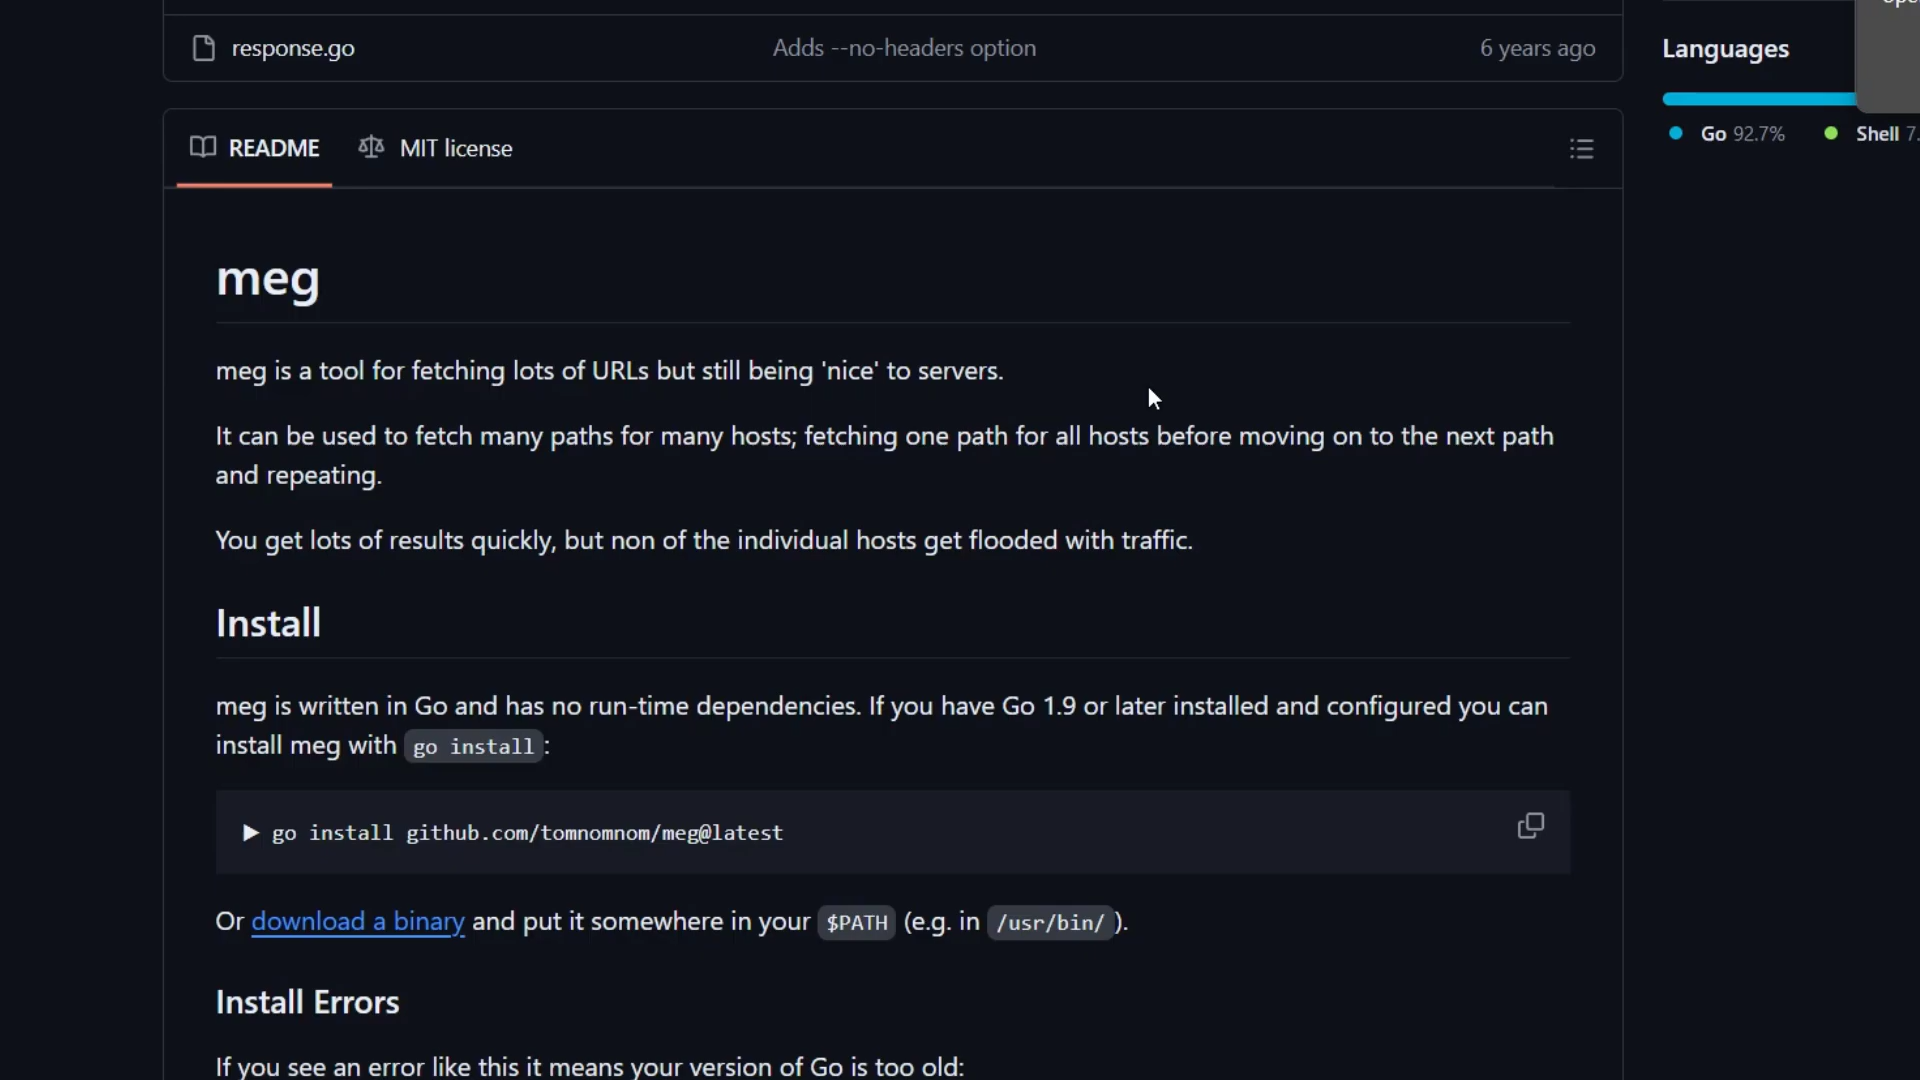 response.go Adds --no-headers option 6 years ago
Languages
Go 92.7% Shell 7.
README MIT license
meg
meg is a tool for fetching lots of URLs but still being 'nice' to servers.
It can be used to fetch many paths for many hosts; fetching one path for all hosts before moving on to the next path
and repeating.
You get lots of results quickly, but non of the individual hosts get flooded with traffic.
Install
meg is written in Go and has no run-time dependencies. If you have Go 1.9 or later installed and configured you can
install meg with go install:
▶ go install github.com/tomnomnom/meg@latest
Or download a binary and put it somewhere in your $PATH (e.g. in /usr/bin/ ).
Install Errors
If you see an error like this it means your version of Go is too old: